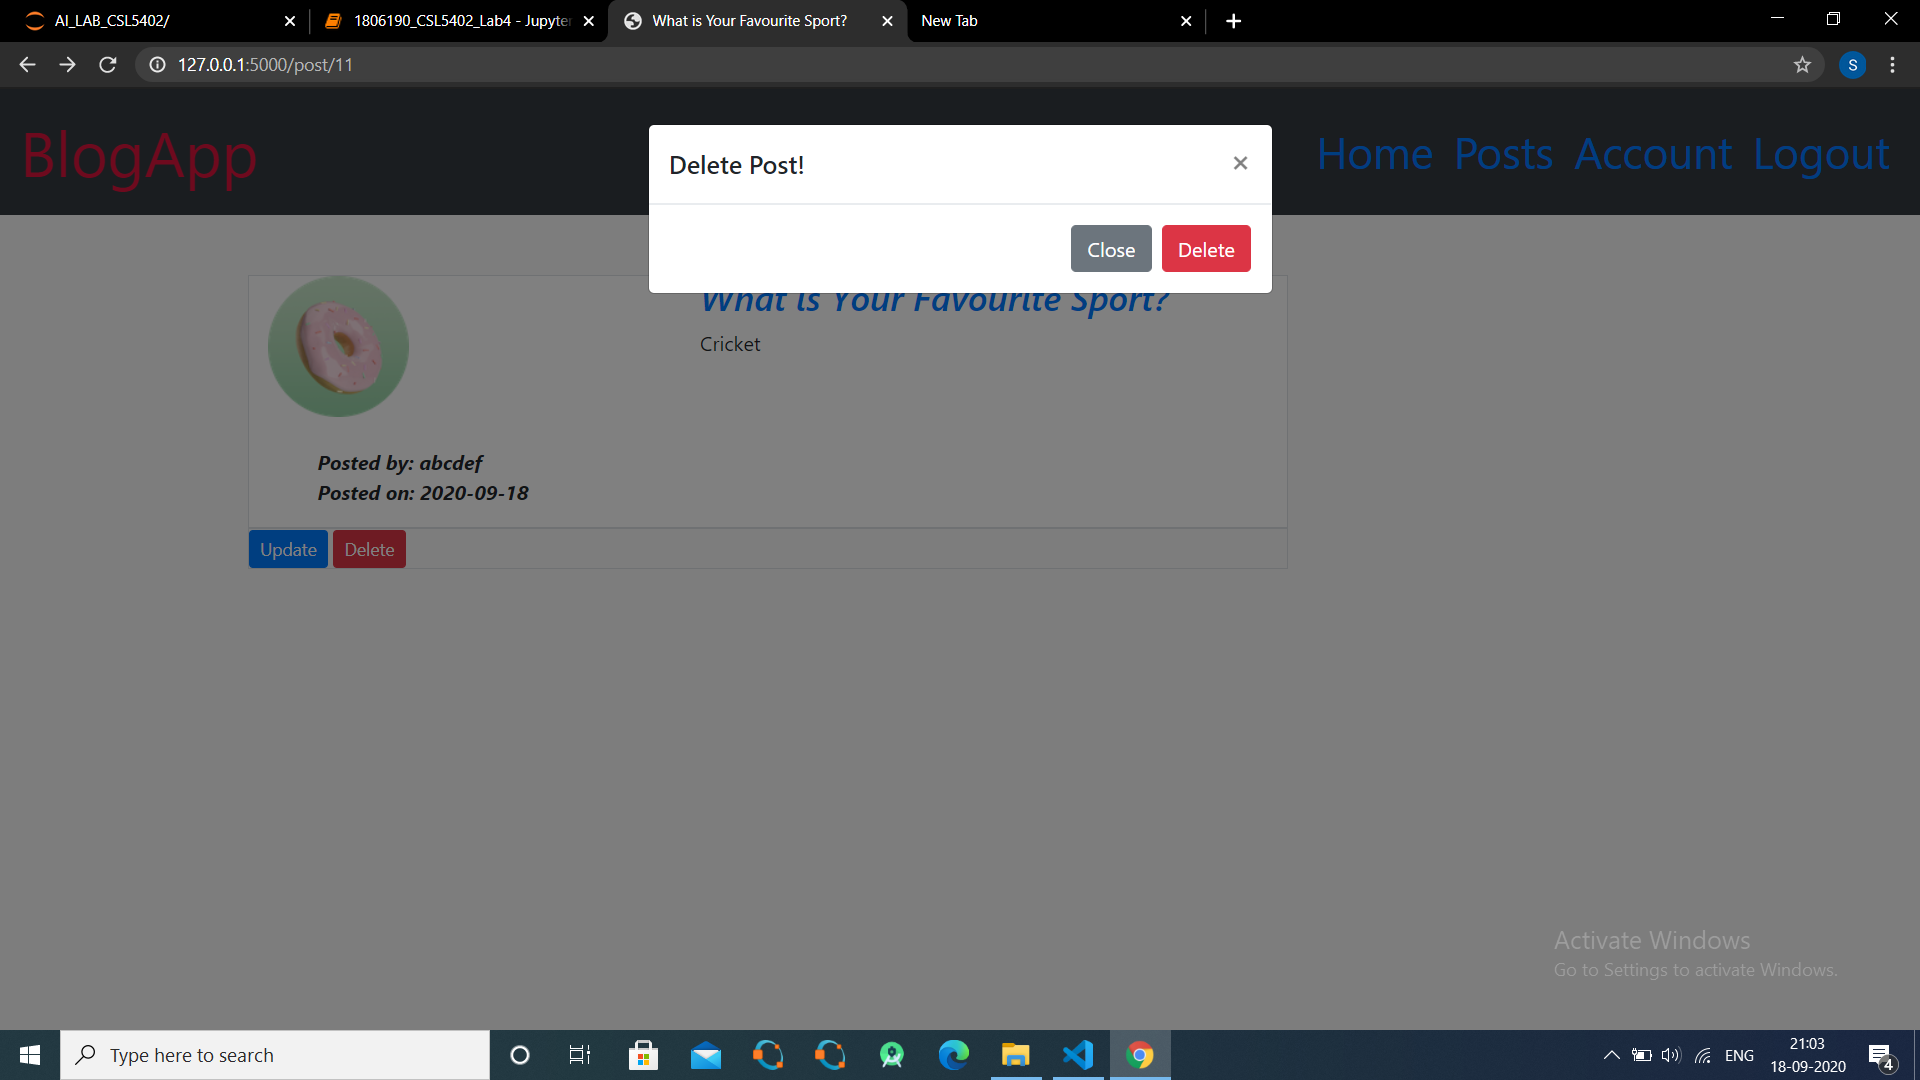 AI_LAB_CSL5402/
1806190_CSL5402_Lab4 - Jupyter
What is Your Favourite Sport?
New Tab
127.0.0.1:5000/post/11
S
BlogApp
Home Posts Account Logout
Delete Post!
Close Delete
What is Your Favourite Sport?
Cricket
Posted by: abcdef
Posted on: 2020-09-18
Update Delete
Activate Windows
Go to Settings to activate Windows.
Type here to search
ENG
21:03
18-09-2020
4